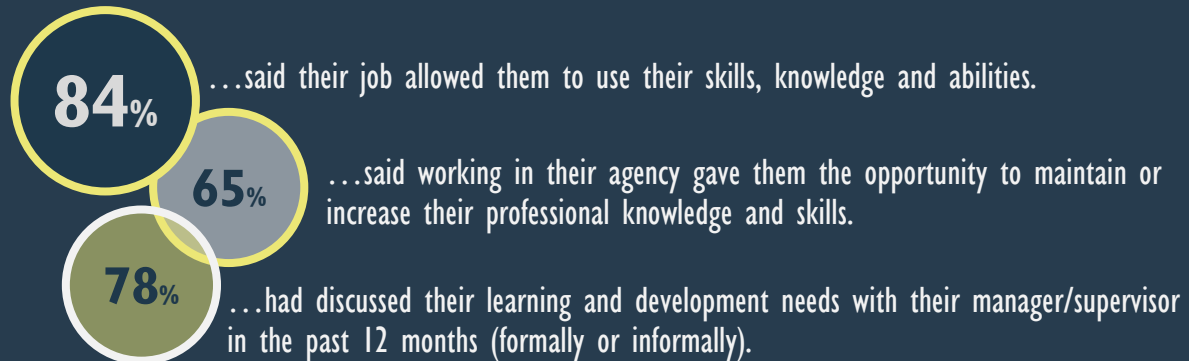 84%
…said their job allowed them to use their skills, knowledge and abilities.
65%
…said working in their agency gave them the opportunity to maintain or
increase their professional knowledge and skills.
78%
…had discussed their learning and development needs with their manager/supervisor
in the past 12 months (formally or informally).